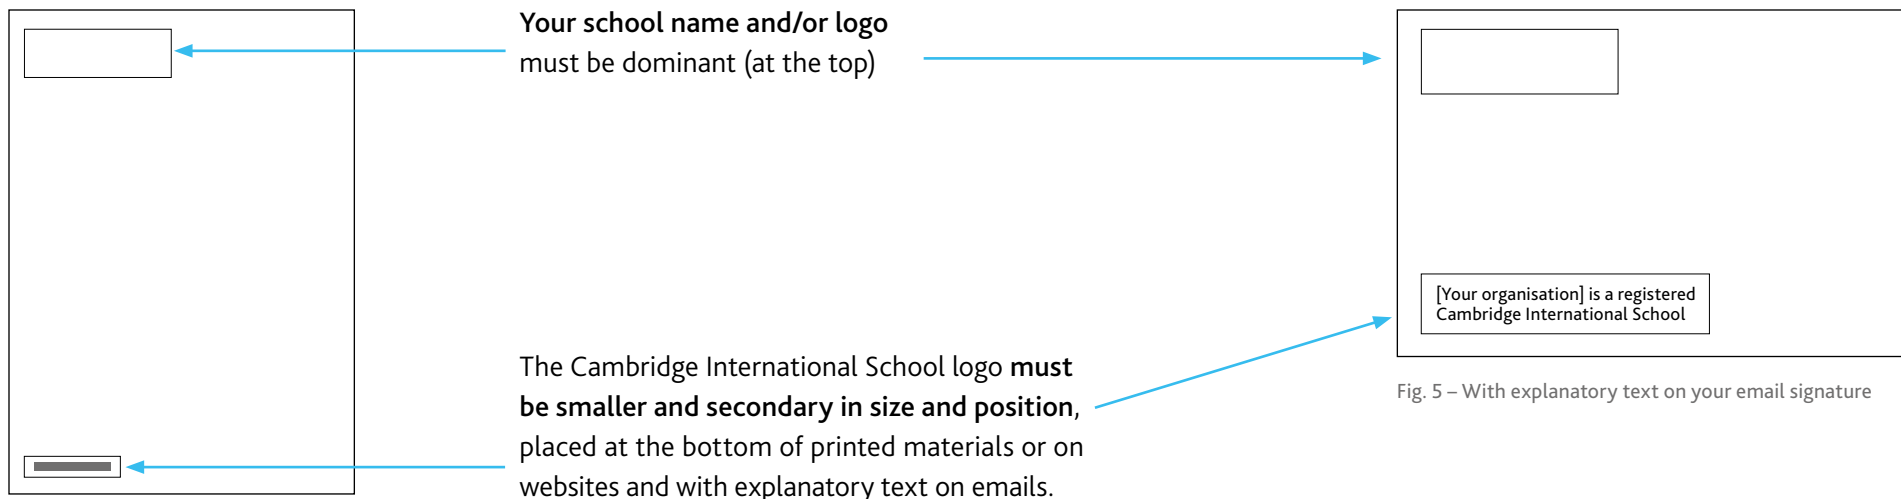 Your school name and/or logo
must be dominant (at the top)
[Your organisation] is a registered
Cambridge International School
The Cambridge International School logo must
be smaller and secondary in size and position,
placed at the bottom of printed materials or on
websites and with explanatory text on emails.
Fig. 5 – With explanatory text on your email signature